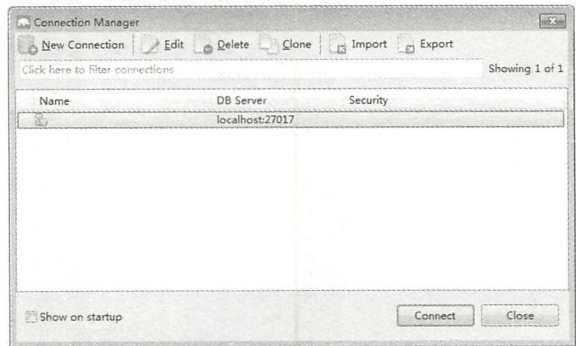 Connection Manager
New Connection Edit Delete Clone Import Export
Click here to filter connections Showing 1 of 1
Name DB Server Security
localhost:27017
Show on startup Connect Close